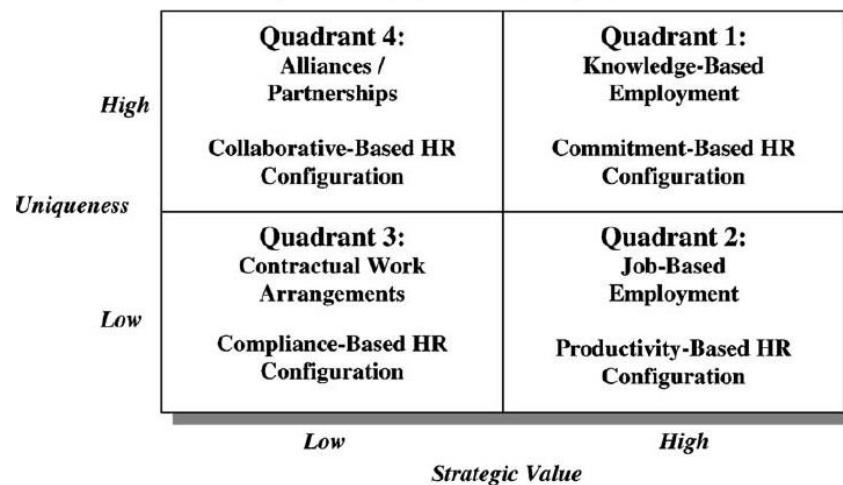 Quadrant 4:
Alliances /
Partnerships
Collaborative-Based HR
Configuration
Quadrant 1:
Knowledge-Based
Employment
Commitment-Based HR
Configuration
High
Uniqueness
Quadrant 3:
Contractual Work
Arrangements
Compliance-Based HR
Configuration
Quadrant 2:
Job-Based
Employment
Productivity-Based HR
Configuration
Low
Low
High
Strategic Value